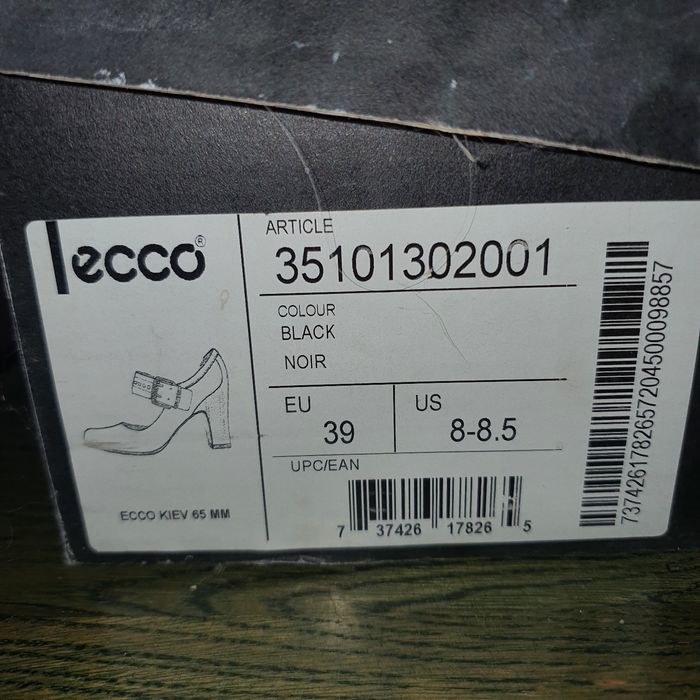 ecco®
ARTICLE
35101302001
COLOUR
BLACK
NOIR
EU
39
US
8-8.5
UPC/EAN
7 37426 17826 5
ECCO KIEV 65 MM
737426178265720450009885​7